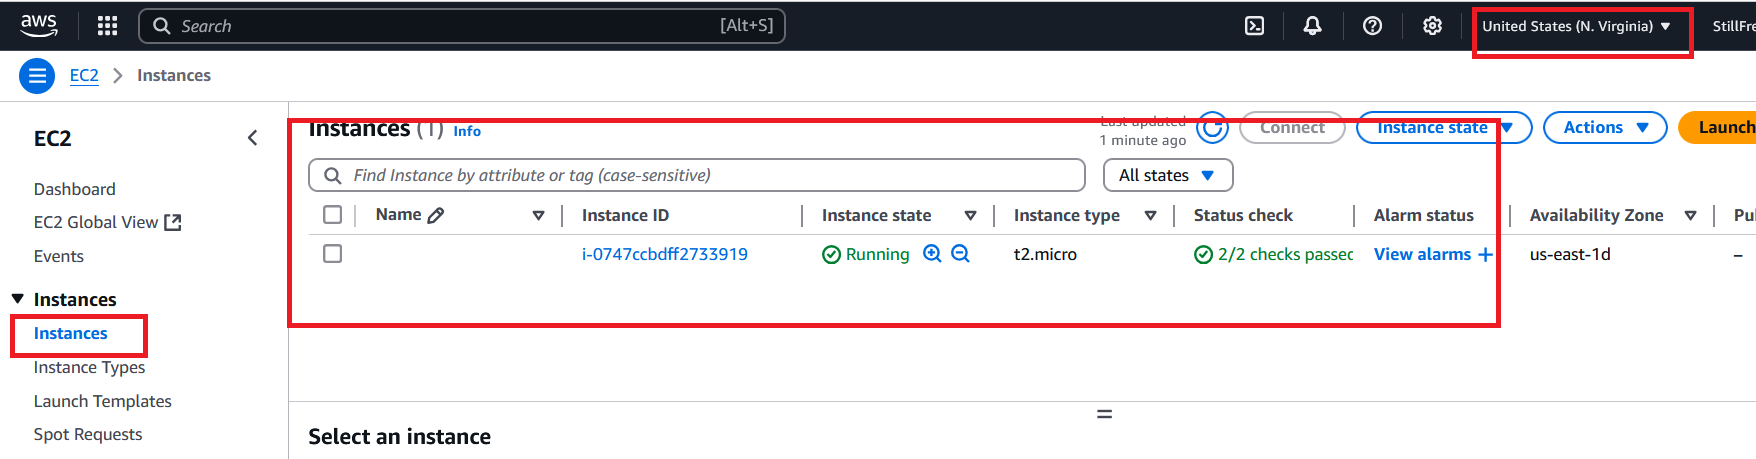 aws Search [Alt+S] United States (N. Virginia) StillFre
EC2 Instances
EC2
Dashboard
EC2 Global View
Events
Instances
Instances
Instance Types
Launch Templates
Spot Requests
Instances (1) Info
Last updated
1 minute ago
Connect Instance state Actions Launch
Find Instance by attribute or tag (case-sensitive) All states
Name Instance ID Instance state Instance type Status check Alarm status Availability Zone Pu
i-0747ccbdff2733919 Running t2.micro 2/2 checks passed View alarms + us-east-1d –
Select an instance